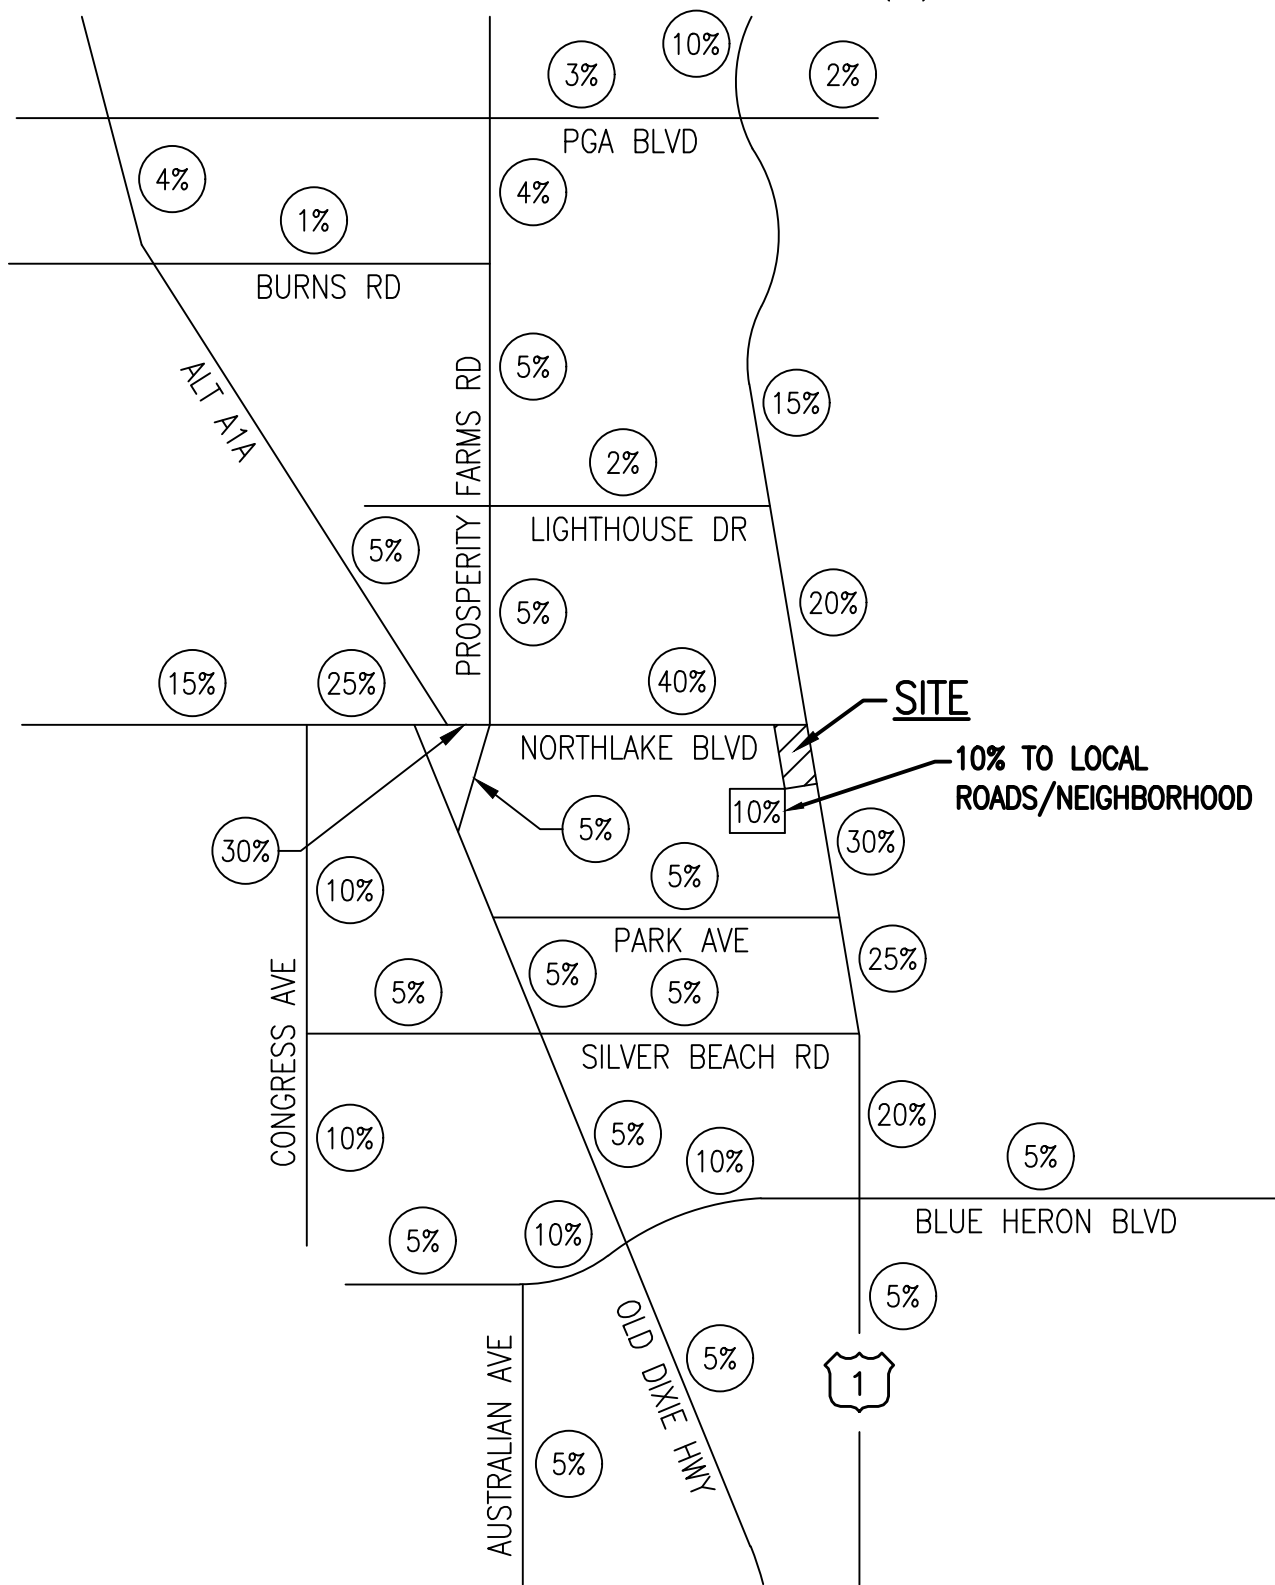 10%
3%
2%
PGA BLVD
4%
4%
1%
BURNS RD
ALT A1A
5%
PROSPERITY FARMS RD
15%
2%
LIGHTHOUSE DR
5%
5%
20%
15%
25%
40%
SITE
NORTHLAKE BLVD
10% TO LOCAL
ROADS/NEIGHBORHOOD
10%
5%
30%
30%
10%
5%
PARK AVE
25%
5%
5%
5%
CONGRESS AVE
SILVER BEACH RD
10%
5%
20%
10%
5%
BLUE HERON BLVD
5%
10%
5%
OLD DIXIE HWY
5%
1
AUSTRALIAN AVE
5%